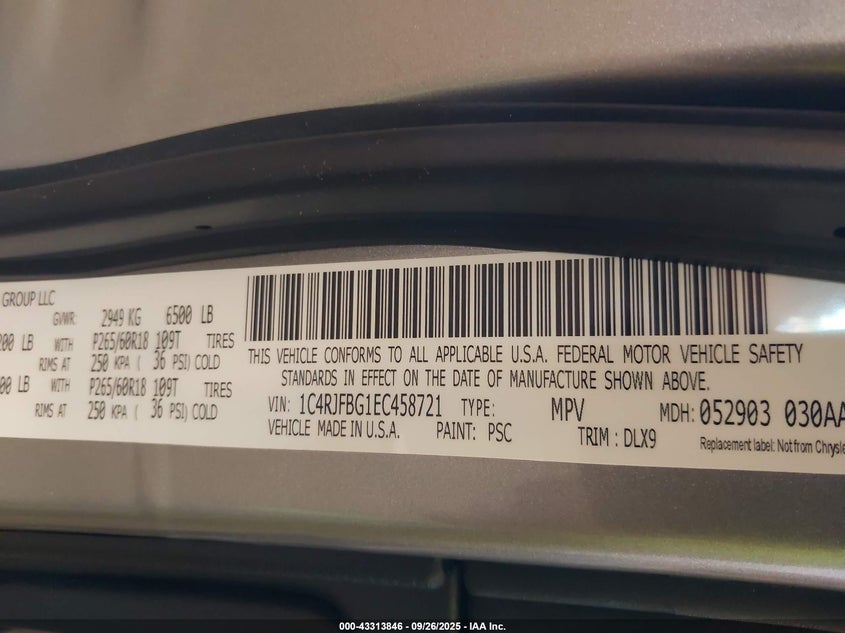 GROUP LLC
GVWR: 2949 KG 6500 LB
200 LB WITH P265/60R18 109T TIRES
RIMS AT 250 KPA ( 36 PSI) COLD
00 LB WITH P265/60R18 109T TIRES
RIMS AT 250 KPA ( 36 PSI) COLD
THIS VEHICLE CONFORMS TO ALL APPLICABLE U.S.A. FEDERAL MOTOR VEHICLE SAFETY
STANDARDS IN EFFECT ON THE DATE OF MANUFACTURE SHOWN ABOVE.
VIN: 1C4RJFBG1EC458721 TYPE: MPV MDH: 052903 030AA
VEHICLE MADE IN U.S.A. PAINT: PSC TRIM : DLX9
Replacement label: Not from Chrysle
000-43313846 - 09/26/2025 - IAA Inc.